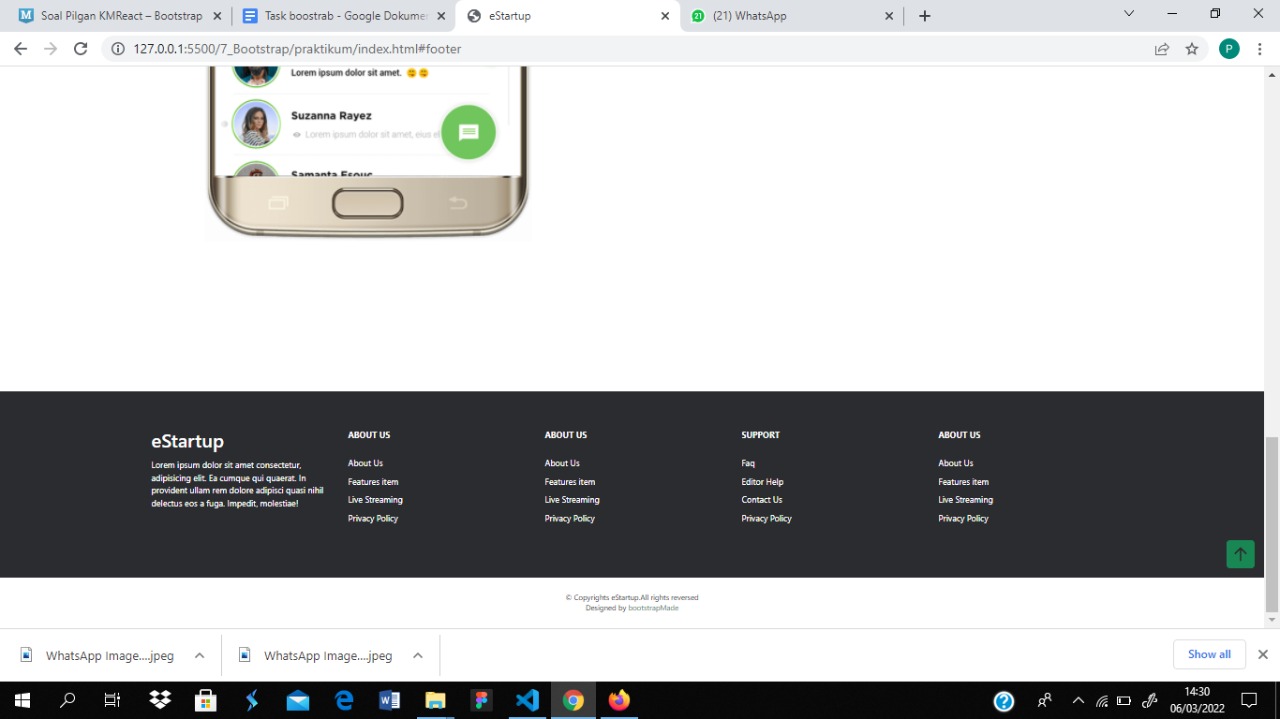 Soal Pilgan KMReact – Bootstrap
Task boostrab - Google Dokumen
eStartup
(21) WhatsApp
127.0.0.1:5500/7_Bootstrap/praktikum/index.html#footer
P
Lorem ipsum dolor sit amet.
Suzanna Rayez
Lorem ipsum dolor sit amet, eius el
Samanta Esouc
eStartup
Lorem ipsum dolor sit amet consectetur,
adipisicing elit. Ea cumque qui quaerat. In
provident ullam rem dolore adipisci quasi nihil
delectus eos a fuga. Impedit, molestiae!
ABOUT US
About Us
Features item
Live Streaming
Privacy Policy
ABOUT US
About Us
Features item
Live Streaming
Privacy Policy
SUPPORT
Faq
Editor Help
Contact Us
Privacy Policy
ABOUT US
About Us
Features item
Live Streaming
Privacy Policy
© Copyrights eStartup.All rights reversed
Designed by bootstrapMade
WhatsApp Image....jpeg
WhatsApp Image....jpeg
Show all
14:30
06/03/2022